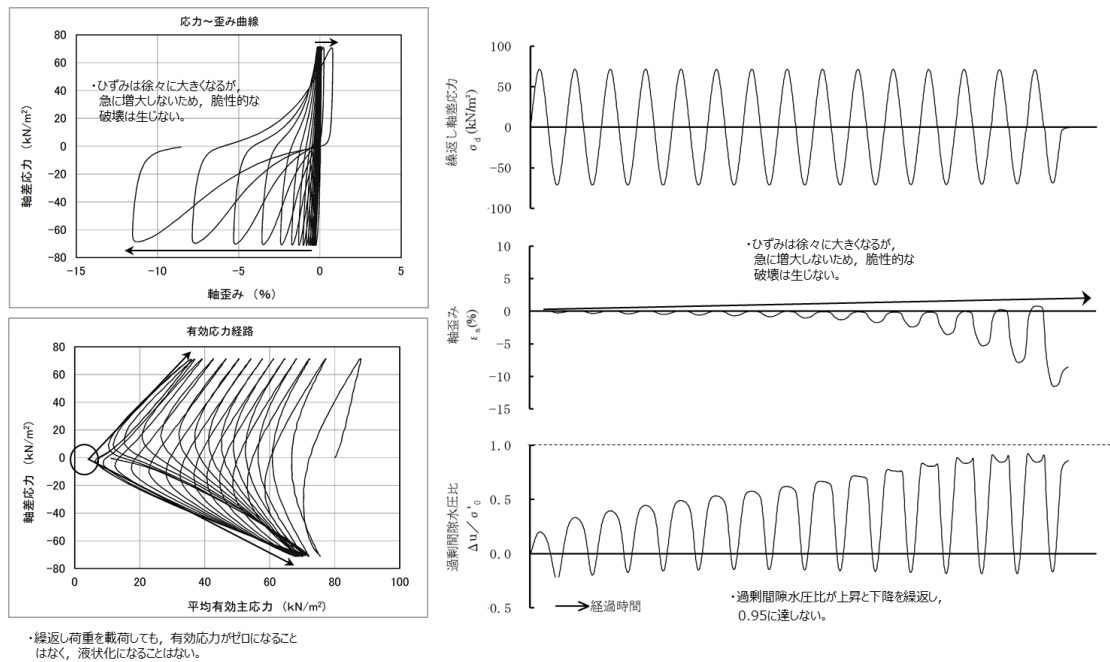 応力～歪み曲線
80
60
40
20
0
−20
−40
−60
−80
−15
−10
−5
0
5
軸差応力 （kN/m²）
軸歪み （%）
・ひずみは徐々に大きくなるが，
急に増大しないため，脆性的な
破壊は生じない。
有効応力経路
80
60
40
20
0
−20
−40
−60
−80
0
20
40
60
80
100
軸差応力 （kN/m²）
平均有効主応力 （kN/m²）
・繰返し荷重を載荷しても，有効応力がゼロになること
はなく，液状化になることはない。
100
50
0
−50
-100
繰返し軸差応力
σd (kN/m²)
10
5
0
−5
−10
−15
軸歪み
εa(%)
・ひずみは徐々に大きくなるが，
急に増大しないため，脆性的な
破壊は生じない。
1.0
0.5
0.0
-0.5
過剰間隙水圧比
Δu／σ'0
経過時間
・過剰間隙水圧比が上昇と下降を繰返し，
0.95に達しない。